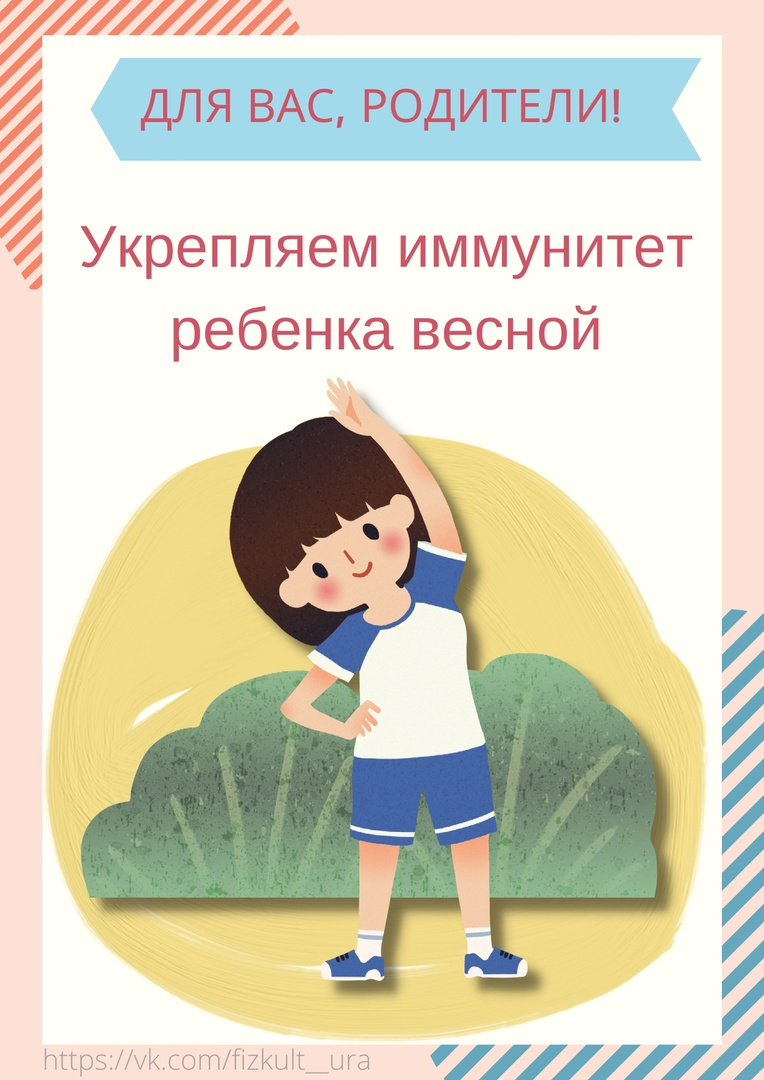 ДЛЯ ВАС, РОДИТЕЛИ!
Укрепляем иммунитет
ребенка весной
https://vk.com/fizkult__ura